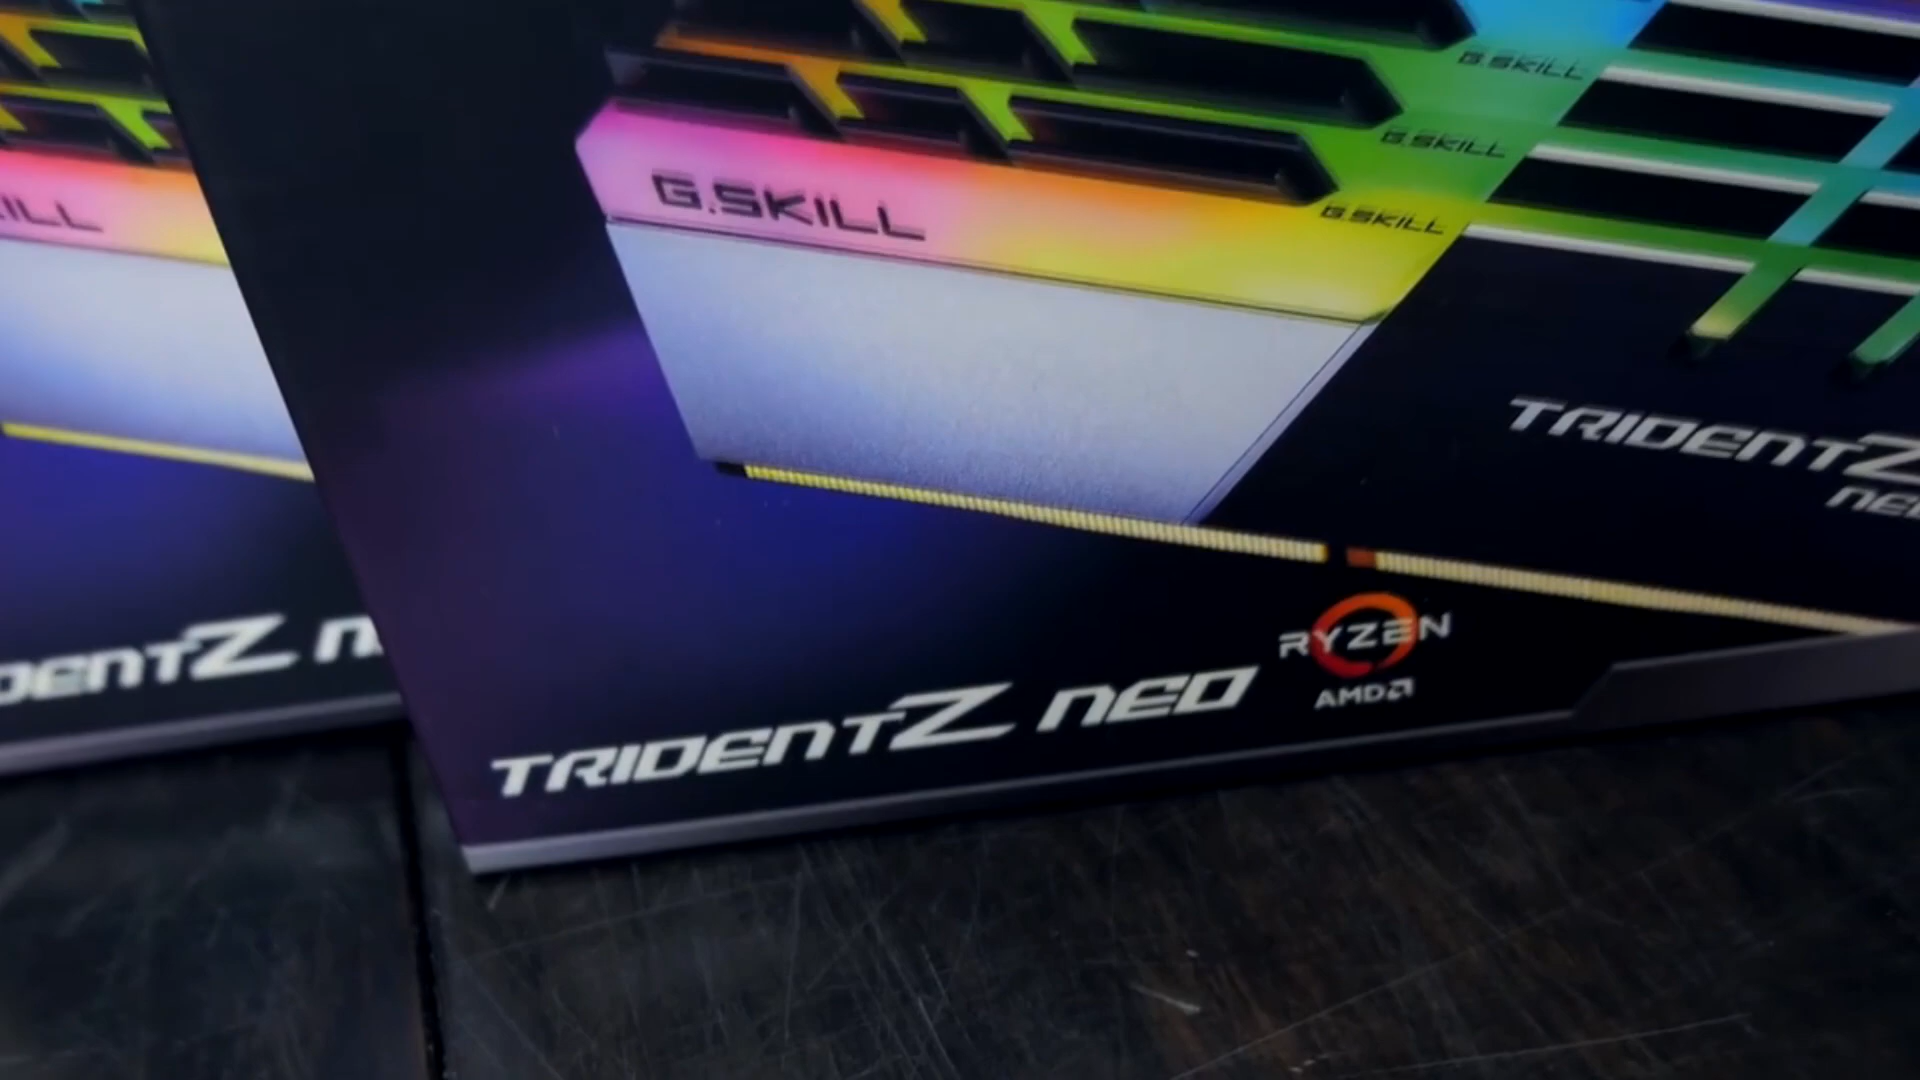 G.SKILL
G.SKILL
G.SKILL
G.SKILL
TRIDENTZ
TRIDENTZ NEO
RYZEN
AMD